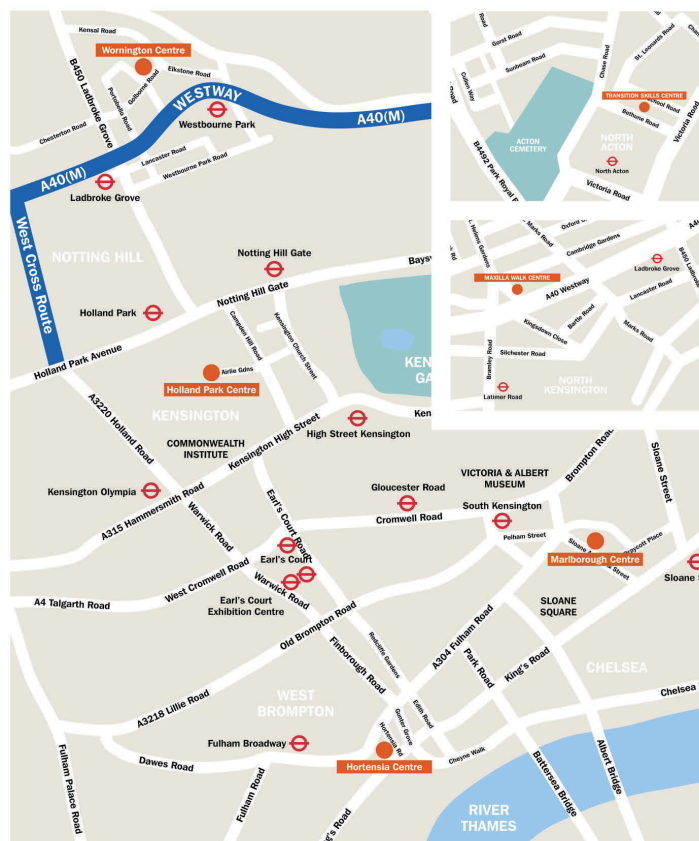 Kensal Road
Wornington Centre
Elkstone Road
B450 Ladbroke Grove
Golborne Road
Portobello Road
WESTWAY
Westbourne Park
A40(M)
Chesterton Road
Lancaster Road
Westbourne Park Road
A40(M)
Ladbroke Grove
West Cross Route
NOTTING HILL
Notting Hill Gate
Holland Park
Notting Hill Gate
Holland Park Avenue
Campden Hill Road
Kensington Church Street
Airlie Gdns
Holland Park Centre
KENSINGTON
COMMONWEALTH
INSTITUTE
Kensington High Street
High Street Kensington
A3220 Holland Road
Kensington Olympia
A315 Hammersmith Road
Warwick Road
Gloucester Road
Cromwell Road
VICTORIA & ALBERT
MUSEUM
South Kensington
Brompton Road
Sloane Street
Pelham Street
Draycott Place
Marlborough Centre
Earl's Court Road
Earl's Court
West Cromwell Road
Warwick Road
Earl's Court
Exhibition Centre
A4 Talgarth Road
Old Brompton Road
SLOANE
SQUARE
Finborough Road
Redcliffe Gardens
A304 Fulham Road
Park Road
King's Road
CHELSEA
Chelsea
A3218 Lillie Road
WEST
BROMPTON
Fulham Broadway
Gunter Grove
Edith Road
Hortensia Rd
Hortensia Centre
Cheyne Walk
Dawes Road
Fulham Palace Road
Fulham Road
Battersea Bridge
Albert Bridge
RIVER
THAMES
Gorst Road
Sunbeam Road
Cullen Way
Chase Road
St. Leonards Road
TRANSITION SKILLS CENTRE
School Road
Bethune Road
Victoria Road
ACTON
CEMETERY
NORTH
ACTON
North Acton
Victoria Road
B4492 Park Royal
Cambridge Gardens
MAXILLA WALK CENTRE
A40 Westway
Ladbroke Grove
Lancaster Road
Bartle Road
Kingsdown Close
Marks Road
Silchester Road
Bramley Road
Latimer Road
NORTH
KENSINGTON